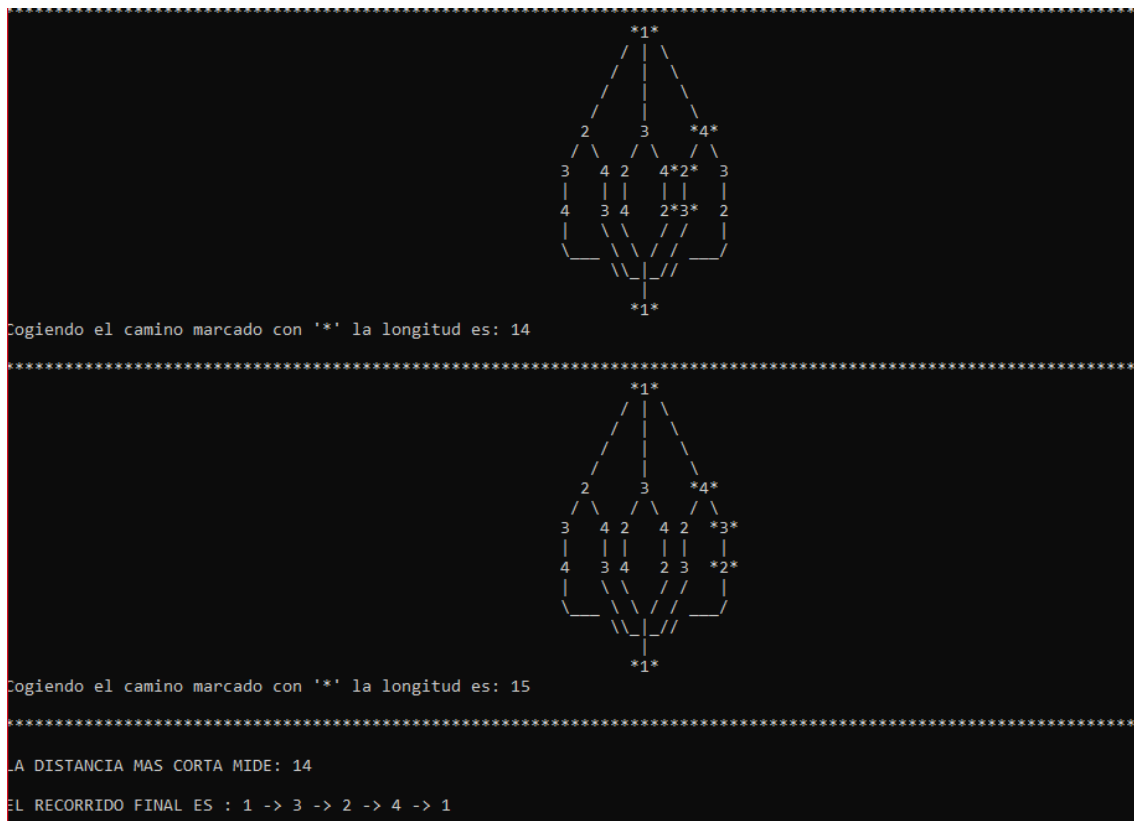 *******************************************************************************************************************
*1*
/ | \
/ | \
/ | \
/ | \
2 3 *4*
/ \ / \ / \
3 4 2 4*2* 3
| | | | | |
4 3 4 2*3* 2
| \ \ / / |
\___ \ \ / / ___/
\\_|_//
|
*1*
Cogiendo el camino marcado con '*' la longitud es: 14
*******************************************************************************************************************
*1*
/ | \
/ | \
/ | \
/ | \
2 3 *4*
/ \ / \ / \
3 4 2 4 2 *3*
| | | | | |
4 3 4 2 3 *2*
| \ \ / / |
\___ \ \ / / ___/
\\_|_//
|
*1*
Cogiendo el camino marcado con '*' la longitud es: 15
*******************************************************************************************************************
LA DISTANCIA MAS CORTA MIDE: 14
EL RECORRIDO FINAL ES : 1 -> 3 -> 2 -> 4 -> 1